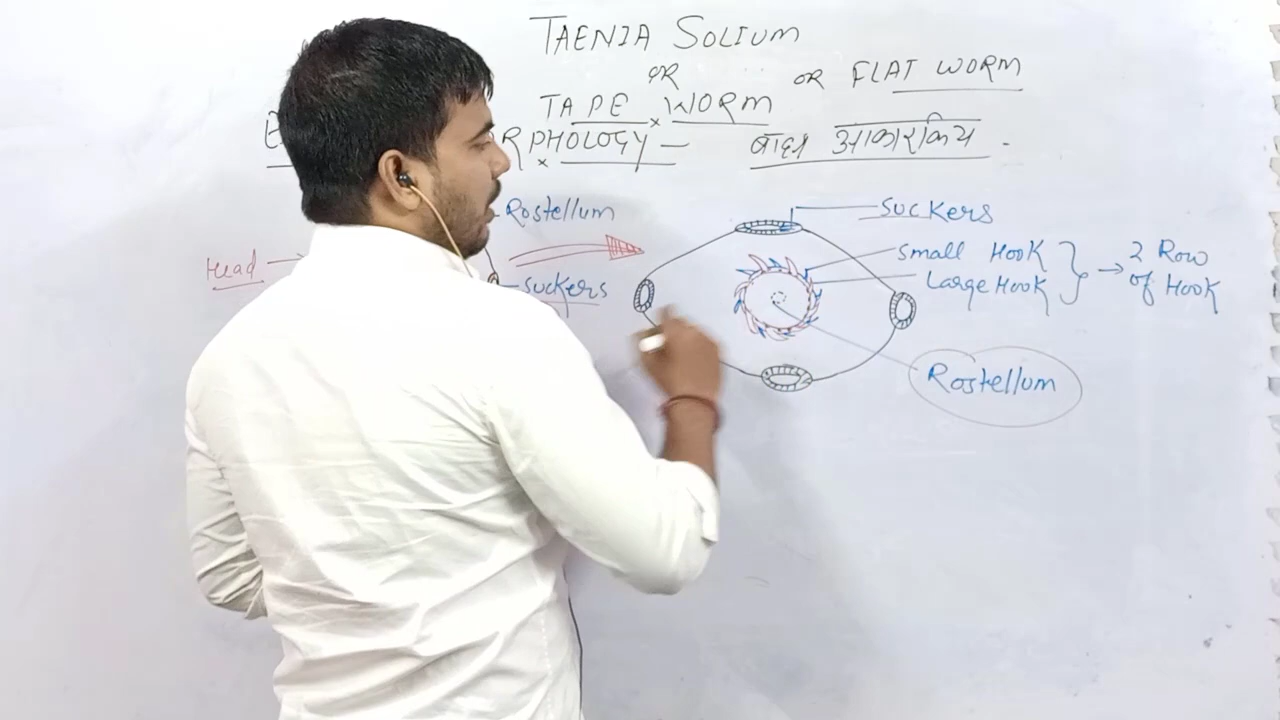 TAENIA SOLIUM
OR
OR FLAT WORM
TAPE WORM
RPHOLOGY – बाह्य आकारिकिय -
Rostellum
Head
Suckers
Suckers
Small Hook
Large Hook
2 Row
of Hook
Rostellum